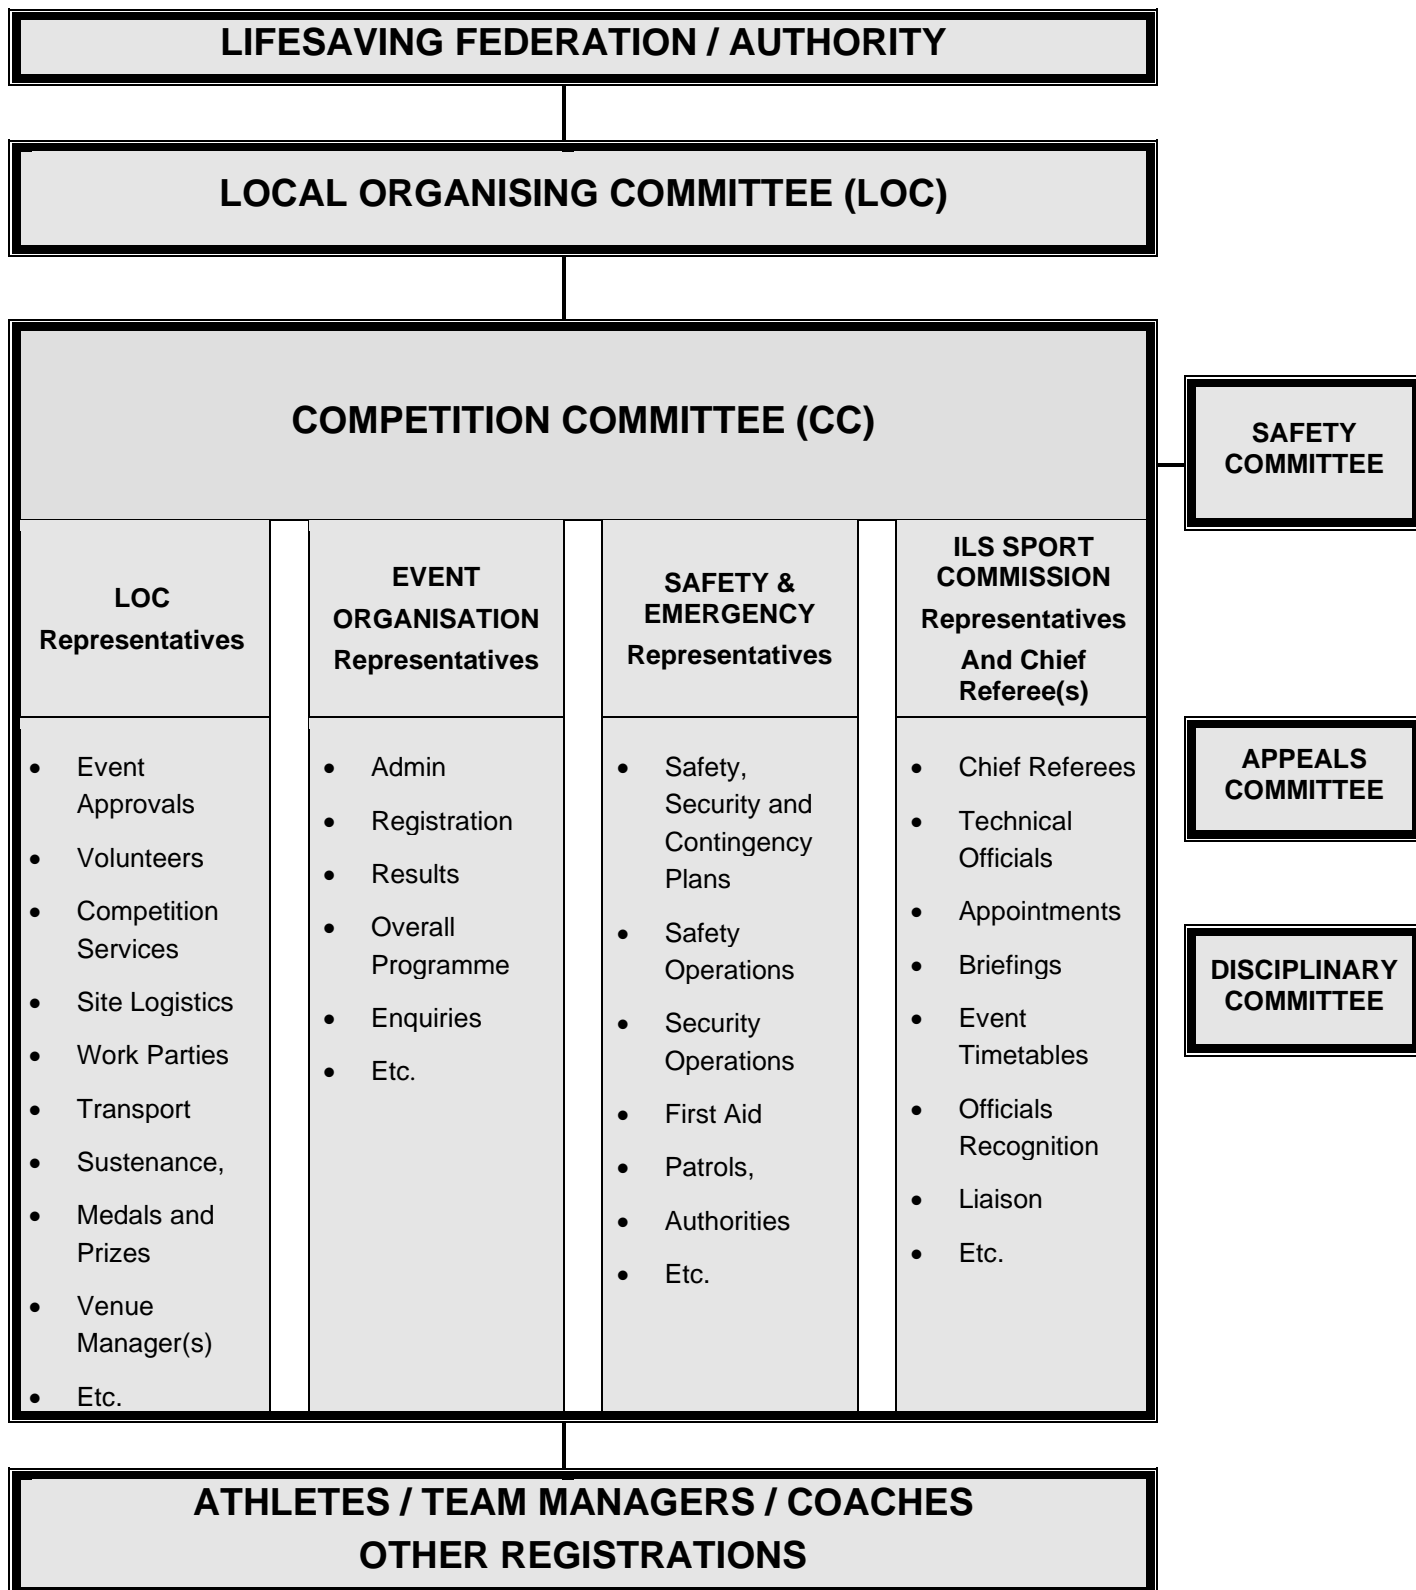 LIFESAVING FEDERATION / AUTHORITY
LOCAL ORGANISING COMMITTEE (LOC)
COMPETITION COMMITTEE (CC)
SAFETY
COMMITTEE
LOC
Representatives
EVENT
ORGANISATION
Representatives
SAFETY &
EMERGENCY
Representatives
ILS SPORT
COMMISSION
Representatives
And Chief
Referee(s)
• Event
Approvals
• Volunteers
• Competition
Services
• Site Logistics
• Work Parties
• Transport
• Sustenance,
• Medals and
Prizes
• Venue
Manager(s)
• Etc.
• Admin
• Registration
• Results
• Overall
Programme
• Enquiries
• Etc.
• Safety,
Security and
Contingency
Plans
• Safety
Operations
• Security
Operations
• First Aid
• Patrols,
• Authorities
• Etc.
• Chief Referees
• Technical
Officials
• Appointments
• Briefings
• Event
Timetables
• Officials
Recognition
• Liaison
• Etc.
APPEALS
COMMITTEE
DISCIPLINARY
COMMITTEE
ATHLETES / TEAM MANAGERS / COACHES
OTHER REGISTRATIONS